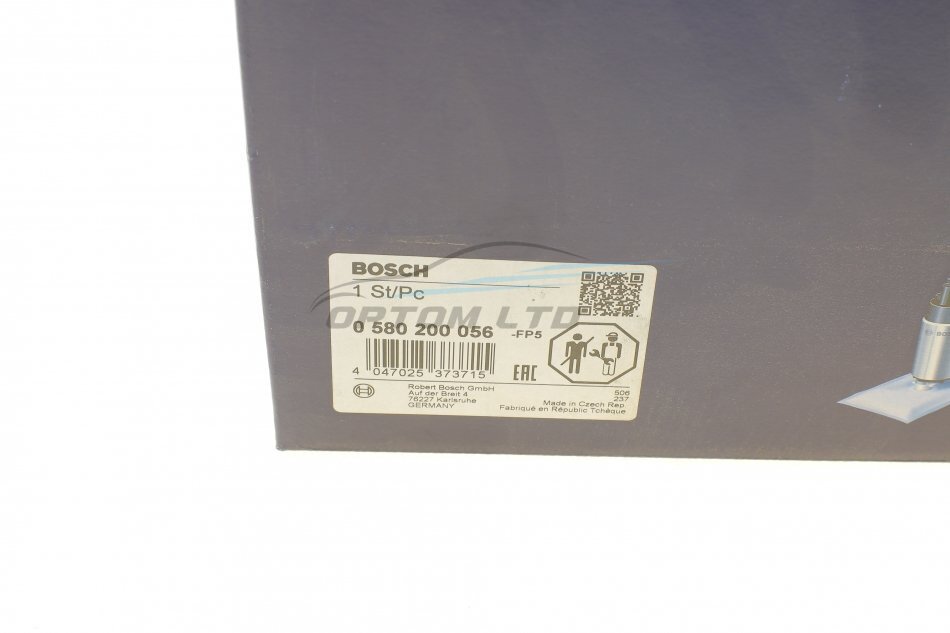 BOSCH
1 St/Pc
ORTOM LTD
0 580 200 056 -FP5
4 047025 373715
EAC
Robert Bosch GmbH
Auf der Breit 4
76227 Karlsruhe
GERMANY
506
237
Made in Czech Rep.
Fabriqué en Républic Tchèque